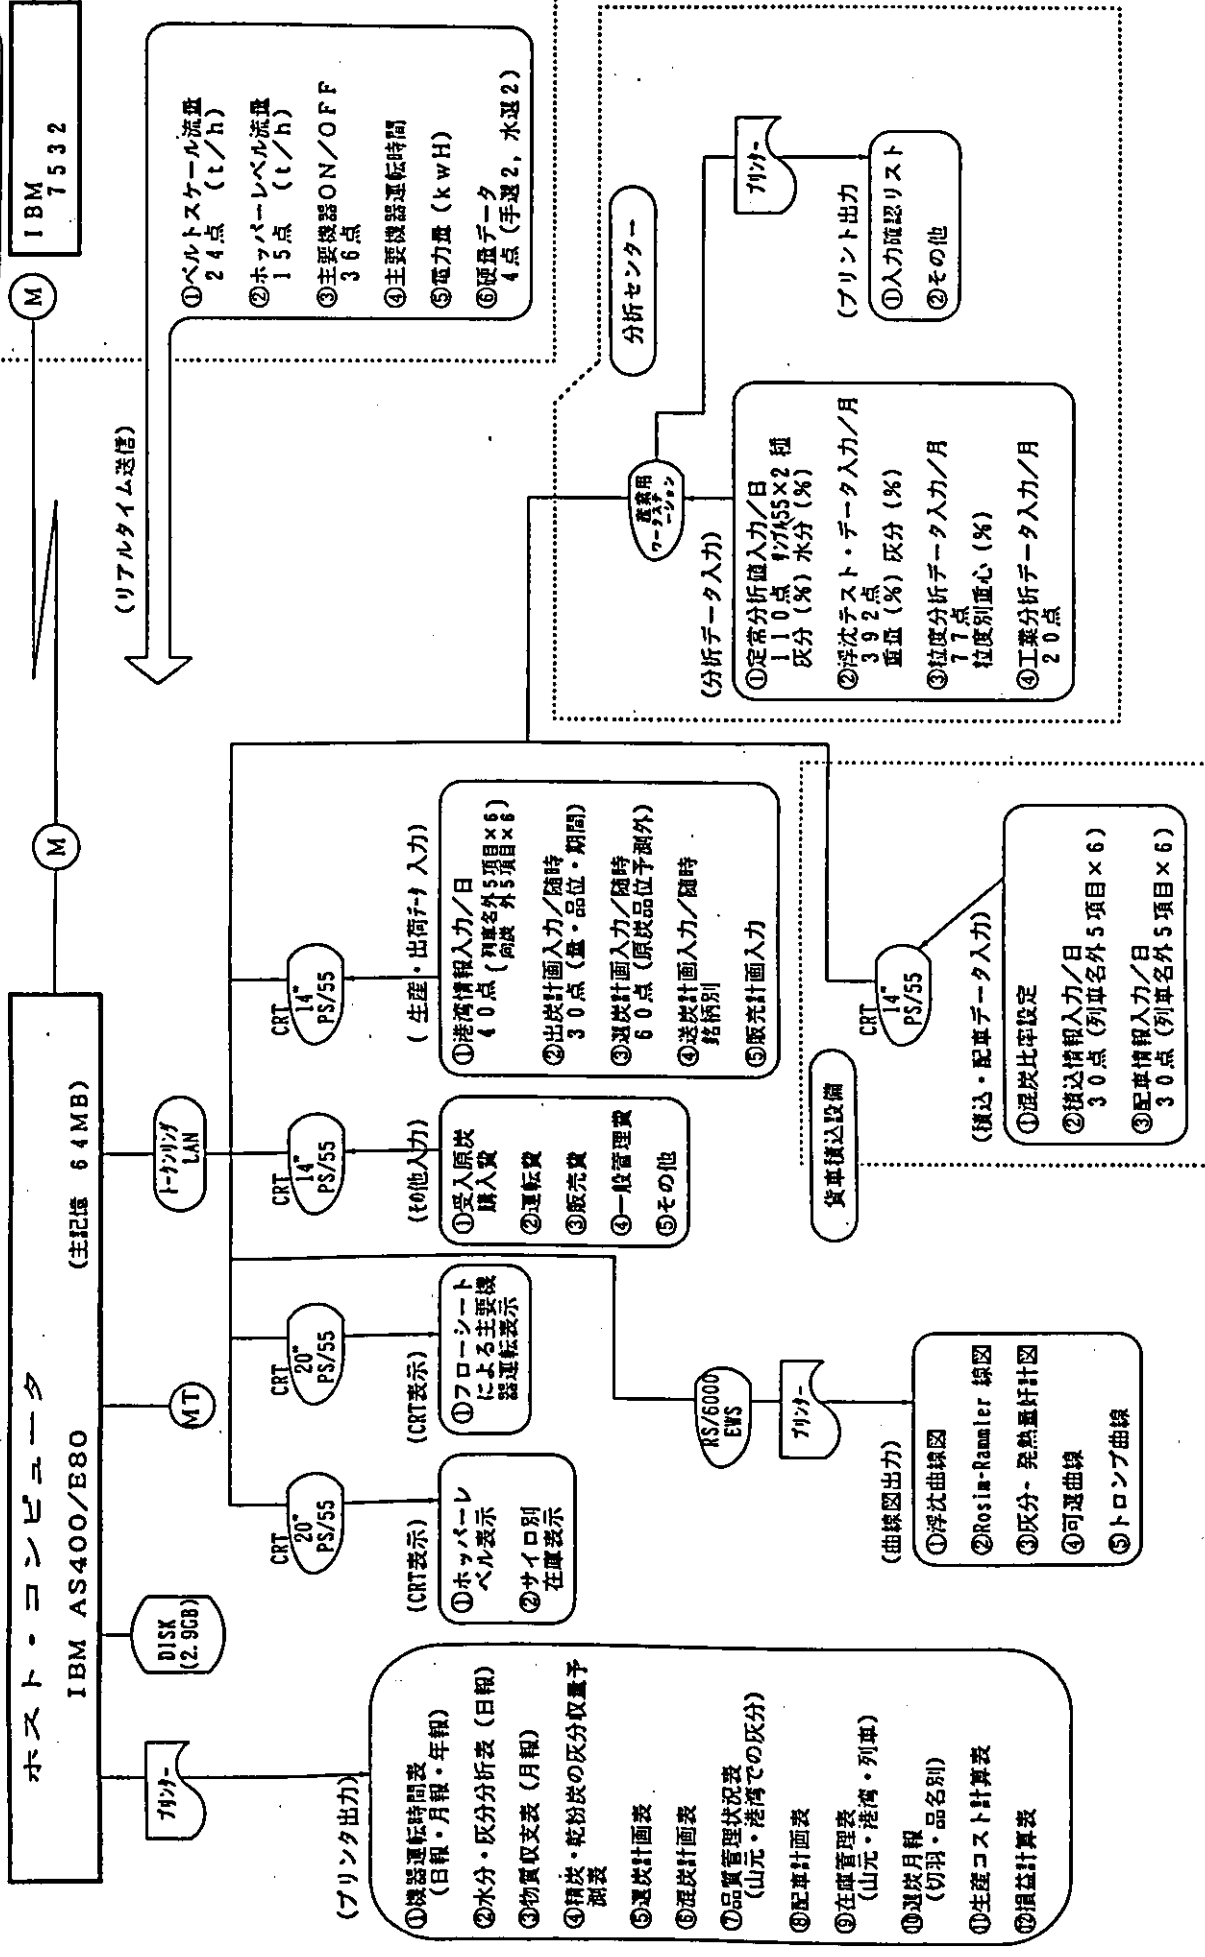 ホスト・コンピュータ
IBM AS400/E80
(主記憶 64MB)
M
M
IBM
7532
プリンター
DISK
(2.9GB)
MT
トークンリング
LAN
(リアルタイム送信)
①ベルトスケール流量
24点 (t/h)
②ホッパーレベル流量
15点 (t/h)
③主要機器ON/OFF
36点
④主要機器運転時間
⑤電力量 (kwH)
⑥硬量データ
4点 (手選2, 水選2)
(プリンタ出力)
①機器運転時間表
(日報・月報・年報)
②水分・灰分分析表 (日報)
③物質収支表 (月報)
④精炭・乾粉炭の灰分収量予
測表
⑤選炭計画表
⑥混炭計画表
⑦品質管理状況表
(山元・港湾での灰分)
⑧配車計画表
⑨在庫管理表
(山元・港湾・列車)
⑩選炭月報
(切羽・品名別)
⑪生産コスト計算表
⑫損益計算表
CRT
20"
PS/55
(CRT表示)
①ホッパーレ
ベル表示
②サイロ別
在庫表示
CRT
20"
PS/55
(CRT表示)
①フローシート
による主要機
器運転表示
CRT
14"
PS/55
(その他入力)
①受入原炭
購入費
②運転費
③販売費
④一般管理費
⑤その他
CRT
14"
PS/55
(生産・出荷データ 入力)
①港湾情報入力/日
40点 (列車名外5項目×6
向炭 外5項目×6)
②出炭計画入力/随時
30点 (量・品位・期間)
③選炭計画入力/随時
60点 (原炭品位予測外)
④送炭計画入力/随時
銘柄別
⑤販売計画入力
RS/6000
EWS
プリンター
(曲線図出力)
①浮沈曲線図
②Rosim-Rammler 線図
③灰分- 発熱量奸計図
④可選曲線
⑤トロンプ曲線
貨車積込設備
CRT
14"
PS/55
(積込・配車データ入力)
①混炭比率設定
②積込情報入力/日
30点 (列車名外5項目×6)
③配車情報入力/日
30点 (列車名外5項目×6)
分析センター
産業用
ワークステ
ーション
(分析データ入力)
①定常分析値入力/日
110点 サンプル55×2 種
灰分 (%) 水分 (%)
②浮沈テスト・データ入力/月
392点
重量 (%) 灰分 (%)
③粒度分析データ入力/月
77点
粒度別重心 (%)
④工業分析データ入力/月
20点
プリンター
(プリント出力)
①入力確認リスト
②その他